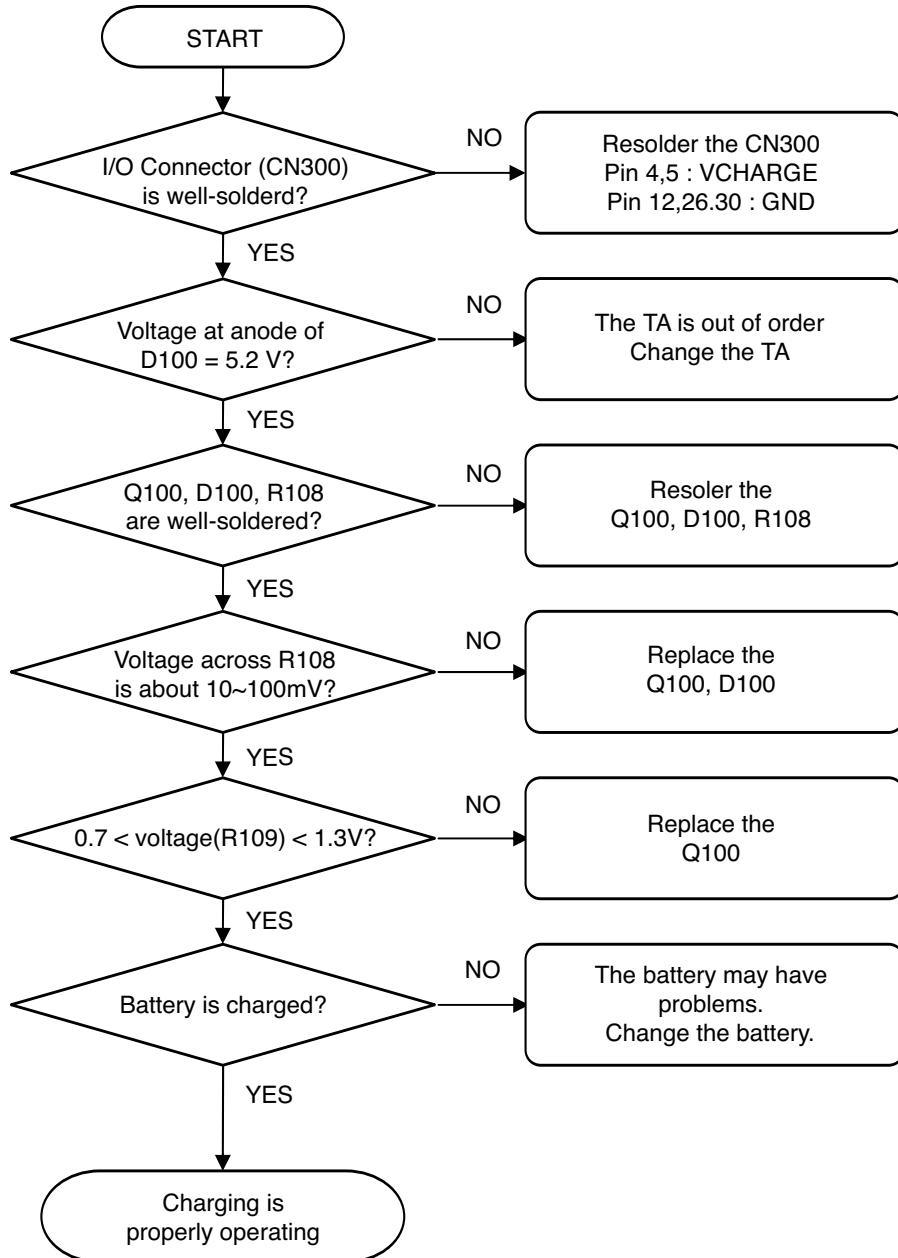 START
I/O Connector (CN300)
is well-solderd?
NO
Resolder the CN300
Pin 4,5 : VCHARGE
Pin 12,26.30 : GND
YES
Voltage at anode of
D100 = 5.2 V?
NO
The TA is out of order
Change the TA
YES
Q100, D100, R108
are well-soldered?
NO
Resoler the
Q100, D100, R108
YES
Voltage across R108
is about 10~100mV?
NO
Replace the
Q100, D100
YES
0.7 < voltage(R109) < 1.3V?
NO
Replace the
Q100
YES
Battery is charged?
NO
The battery may have
problems.
Change the battery.
YES
Charging is
properly operating